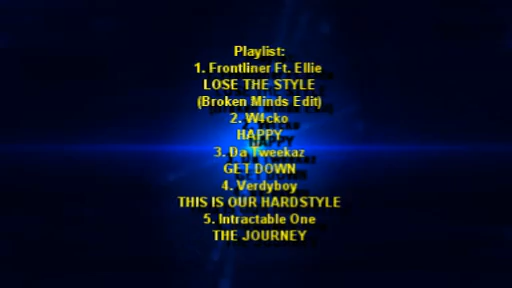 Playlist:
1. Frontliner Ft. Ellie
LOSE THE STYLE
(Broken Minds Edit)
2. W4cko
HAPPY
3. Da Tweekaz
GET DOWN
4. Verdyboy
THIS IS OUR HARDSTYLE
5. Intractable One
THE JOURNEY